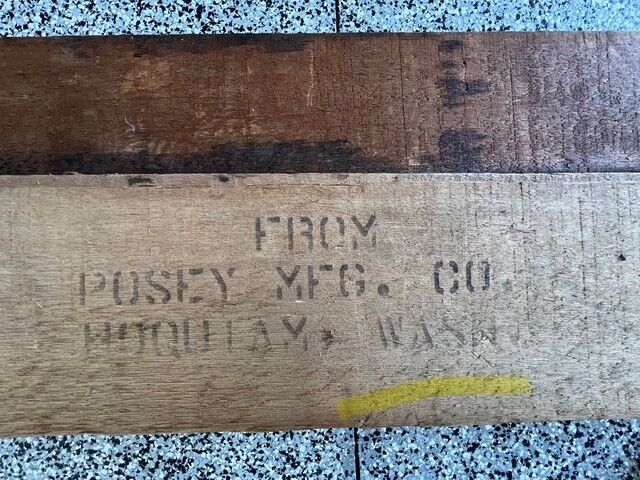 FROM
POSEY MFG. CO.
HOQUIAM, WASH.